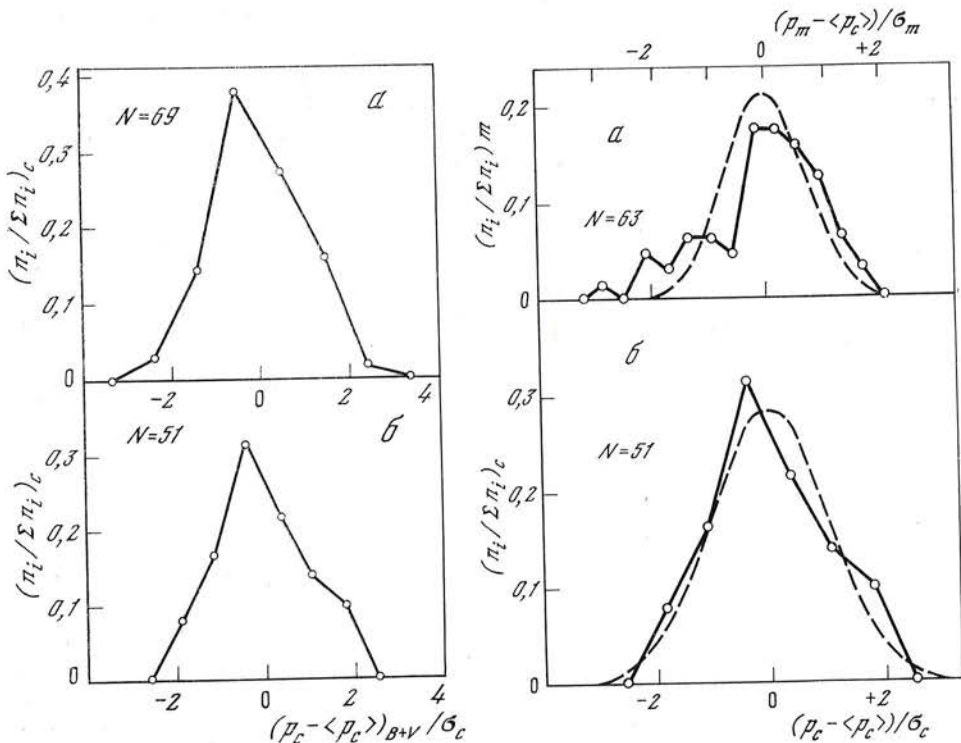 0,4
0,3
0,2
0,1
0
(n_i / Σn_i)_c
N=69
а
-2 0 2 4
0,3
0,2
0,1
0
(n_i / Σn_i)_c
N=51
б
-2 0 2 4
(p_c-<p_c>)_{B+V}/σ_c
(p_m-<p_c>)/σ_m
-2 0 +2
0,2
0,1
0
(n_i / Σn_i)_m
а
N=63
б
0,3
0,2
0,1
0
(n_i / Σn_i)_c
N=51
-2 0 +2
(p_c-<p_c>)/σ_c